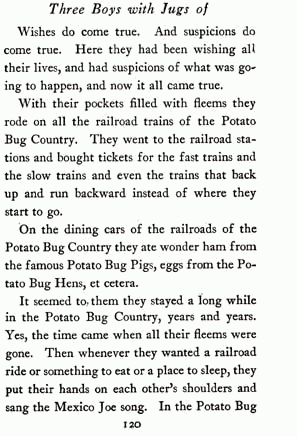 Three Boys with Jugs of
Wishes do come true. And suspicions do
come true. Here they had been wishing all
their lives, and had suspicions of what was go-
ing to happen, and now it all came true.
With their pockets filled with fleems they
rode on all the railroad trains of the Potato
Bug Country. They went to the railroad sta-
tions and bought tickets for the fast trains and
the slow trains and even the trains that back
up and run backward instead of where they
start to go.
On the dining cars of the railroads of the
Potato Bug Country they ate wonder ham from
the famous Potato Bug Pigs, eggs from the Po-
tato Bug Hens, et cetera.
It seemed to them they stayed a long while
in the Potato Bug Country, years and years.
Yes, the time came when all their fleems were
gone. Then whenever they wanted a railroad
ride or something to eat or a place to sleep, they
put their hands on each other's shoulders and
sang the Mexico Joe song. In the Potato Bug
120